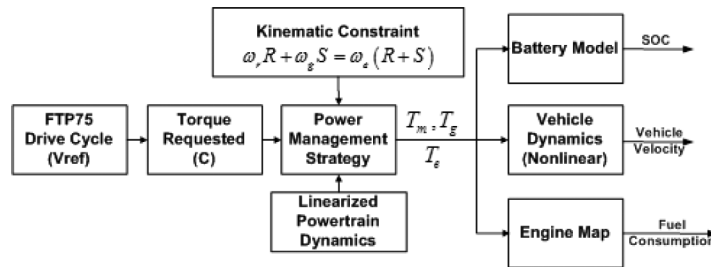 Kinematic Constraint
ω_r R + ω_g S = ω_e (R + S)
Battery Model
SOC
FTP75
Drive Cycle
(Vref)
Torque
Requested
(C)
Power
Management
Strategy
T_m, T_g
T_e
Vehicle
Dynamics
(Nonlinear)
Vehicle
Velocity
Linearized
Powertrain
Dynamics
Engine Map
Fuel
Consumption